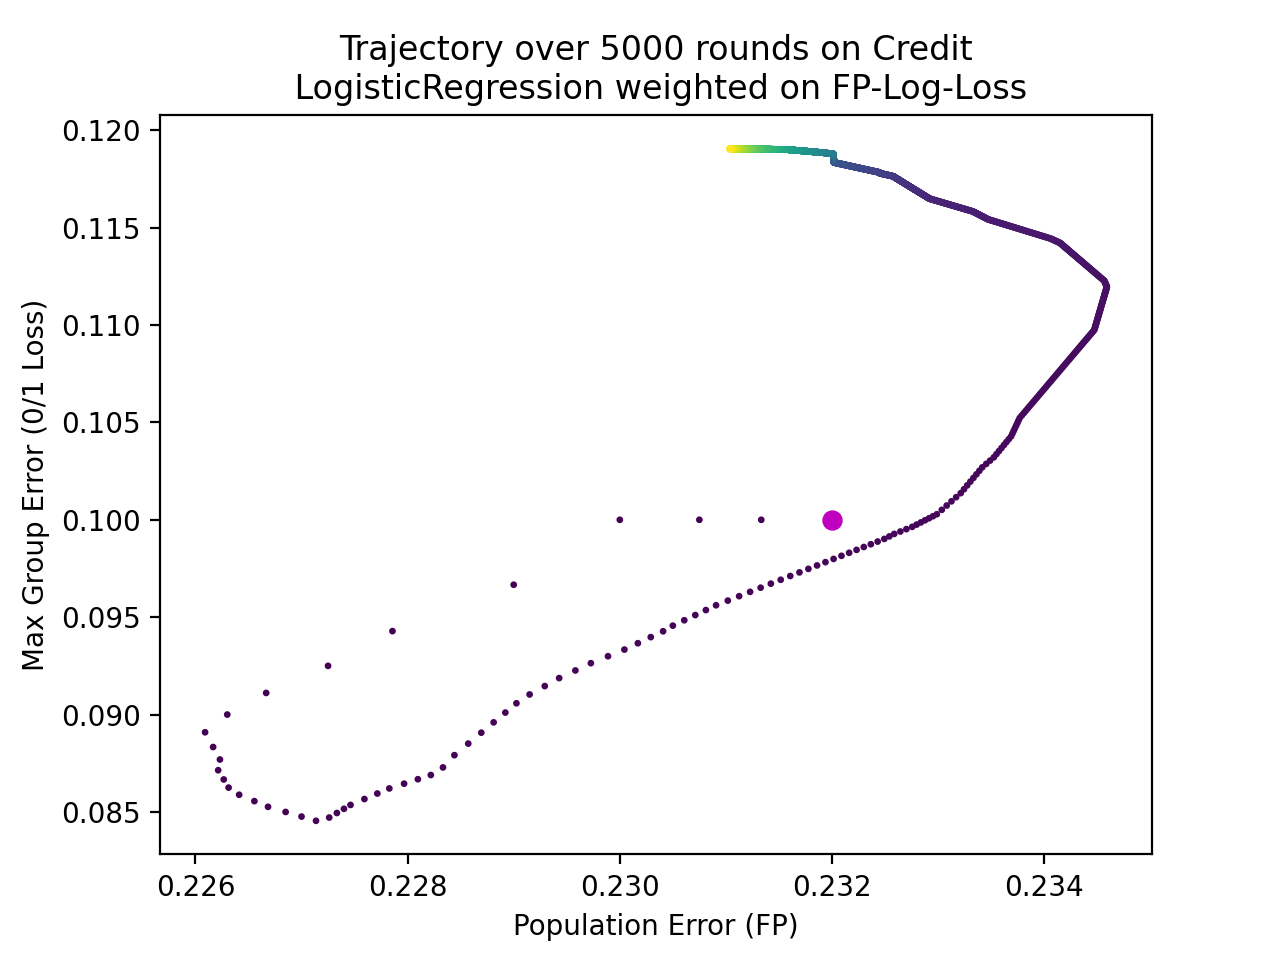 Trajectory over 5000 rounds on Credit
LogisticRegression weighted on FP-Log-Loss
0.120
0.115
0.110
0.105
0.100
0.095
0.090
0.085
Max Group Error (0/1 Loss)
0.226 0.228 0.230 0.232 0.234
Population Error (FP)